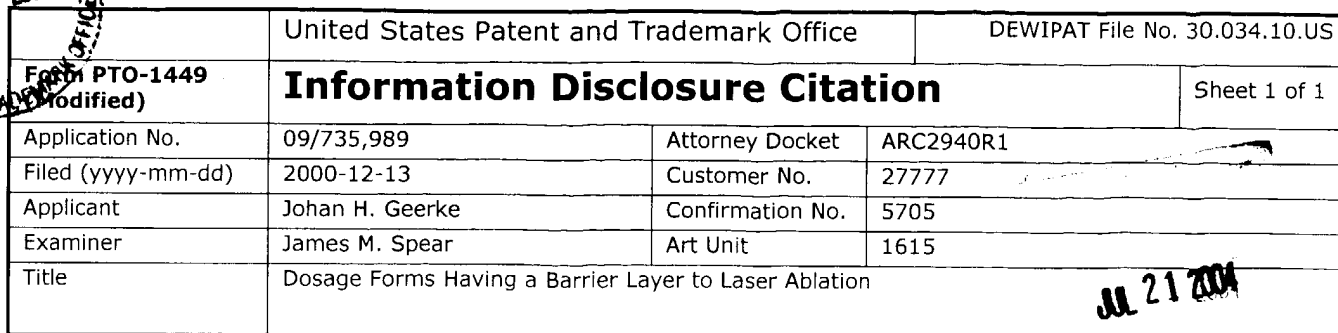 United States Patent and Trademark Office DEWIPAT File No. 30.034.10.US
Form PTO-1449 Information Disclosure Citation Sheet 1 of 1
(Modified)
Application No. 09/735,989 Attorney Docket ARC2940R1
Filed (yyyy-mm-dd) 2000-12-13 Customer No. 27777
Applicant Johan H. Geerke Confirmation No. 5705
Examiner James M. Spear Art Unit 1615
Title Dosage Forms Having a Barrier Layer to Laser Ablation
JUL 21 2004